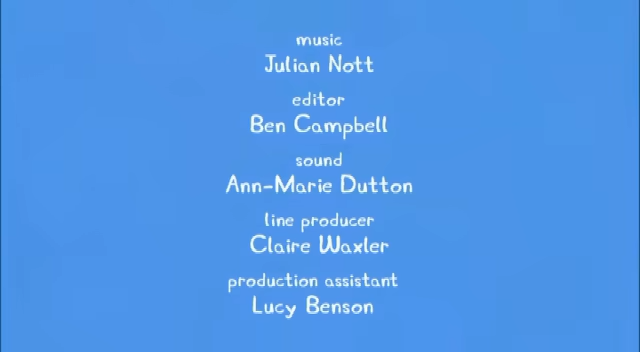 music
Julian Nott
editor
Ben Campbell
sound
Ann-Marie Dutton
line producer
Claire Waxler
production assistant
Lucy Benson